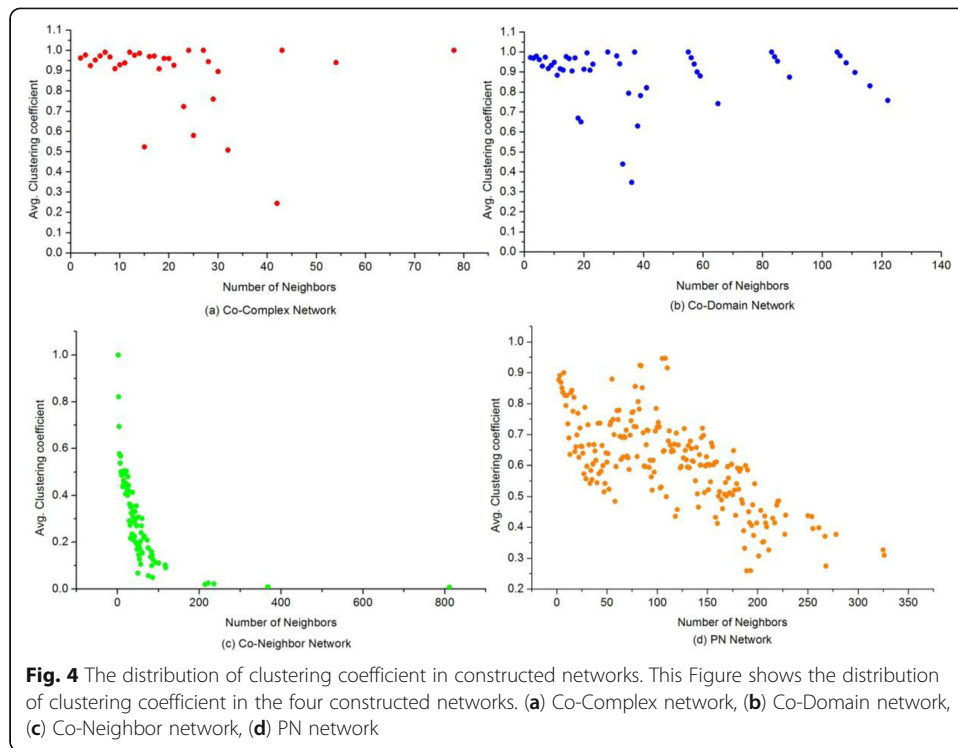 1.1
1.0
0.9
0.8
0.7
0.6
0.5
0.4
0.3
0.2
0.1
0.0
Avg. Clustering coefficient
0 10 20 30 40 50 60 70 80
Number of Neighbors
(a) Co-Complex Network
1.1
1.0
0.9
0.8
0.7
0.6
0.5
0.4
0.3
0.2
0.1
0.0
Avg. Clustering coefficient
0 20 40 60 80 100 120 140
Number of Neighbors
(b) Co-Domain Network
1.0
0.8
0.6
0.4
0.2
0.0
Avg. Clustering coefficient
0 200 400 600 800
Number of Neighbors
(c) Co-Neighbor Network
1.0
0.9
0.8
0.7
0.6
0.5
0.4
0.3
0.2
Avg. Clustering coefficient
0 50 100 150 200 250 300 350
Number of Neighbors
(d) PN Network
Fig. 4 The distribution of clustering coefficient in constructed networks. This Figure shows the distribution
of clustering coefficient in the four constructed networks. (a) Co-Complex network, (b) Co-Domain network,
(c) Co-Neighbor network, (d) PN network